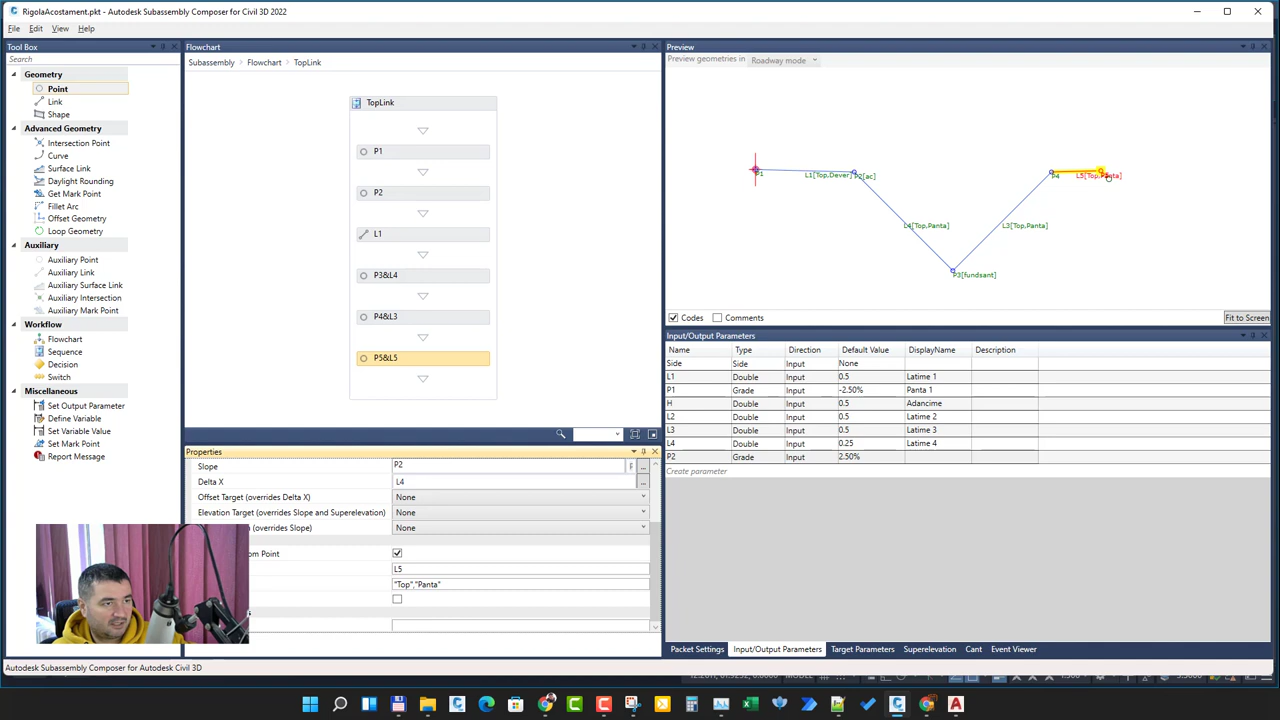 RigolaAcostament.pkt - Autodesk Subassembly Composer for Civil 3D 2022
File Edit View Help
Tool Box
Search
Geometry
Point
Link
Shape
Advanced Geometry
Intersection Point
Curve
Surface Link
Daylight Rounding
Get Mark Point
Fillet Arc
Offset Geometry
Loop Geometry
Auxiliary
Auxiliary Point
Auxiliary Link
Auxiliary Surface Link
Auxiliary Intersection
Auxiliary Mark Point
Workflow
Flowchart
Sequence
Decision
Switch
Miscellaneous
Set Output Parameter
Define Variable
Set Variable Value
Set Mark Point
Report Message
Flowchart
Subassembly Flowchart TopLink
TopLink
P1
P2
L1
P3&L4
P4&L3
P5&L5
Properties
Slope P2
Delta X L4 ...
Offset Target (overrides Delta X) None
Elevation Target (overrides Slope and Superelevation) None
(overrides Slope) None
om Point
L5
"Top","Panta"
Preview
Preview geometries in Roadway mode
P1 L1[Top,Dever] P2[ac] P4 L5[Top,Panta]
L4[Top,Panta] L3[Top,Panta]
P3[fundsant]
Codes Comments Fit to Screen
Input/Output Parameters
Name Type Direction Default Value DisplayName Description
Side Side Input None
L1 Double Input 0.5 Latime 1
P1 Grade Input -2.50% Panta 1
H Double Input 0.5 Adancime
L2 Double Input 0.5 Latime 2
L3 Double Input 0.5 Latime 3
L4 Double Input 0.25 Latime 4
P2 Grade Input 2.50%
Create parameter
Packet Settings Input/Output Parameters Target Parameters Superelevation Cant Event Viewer
Autodesk Subassembly Composer for Autodesk Civil 3D